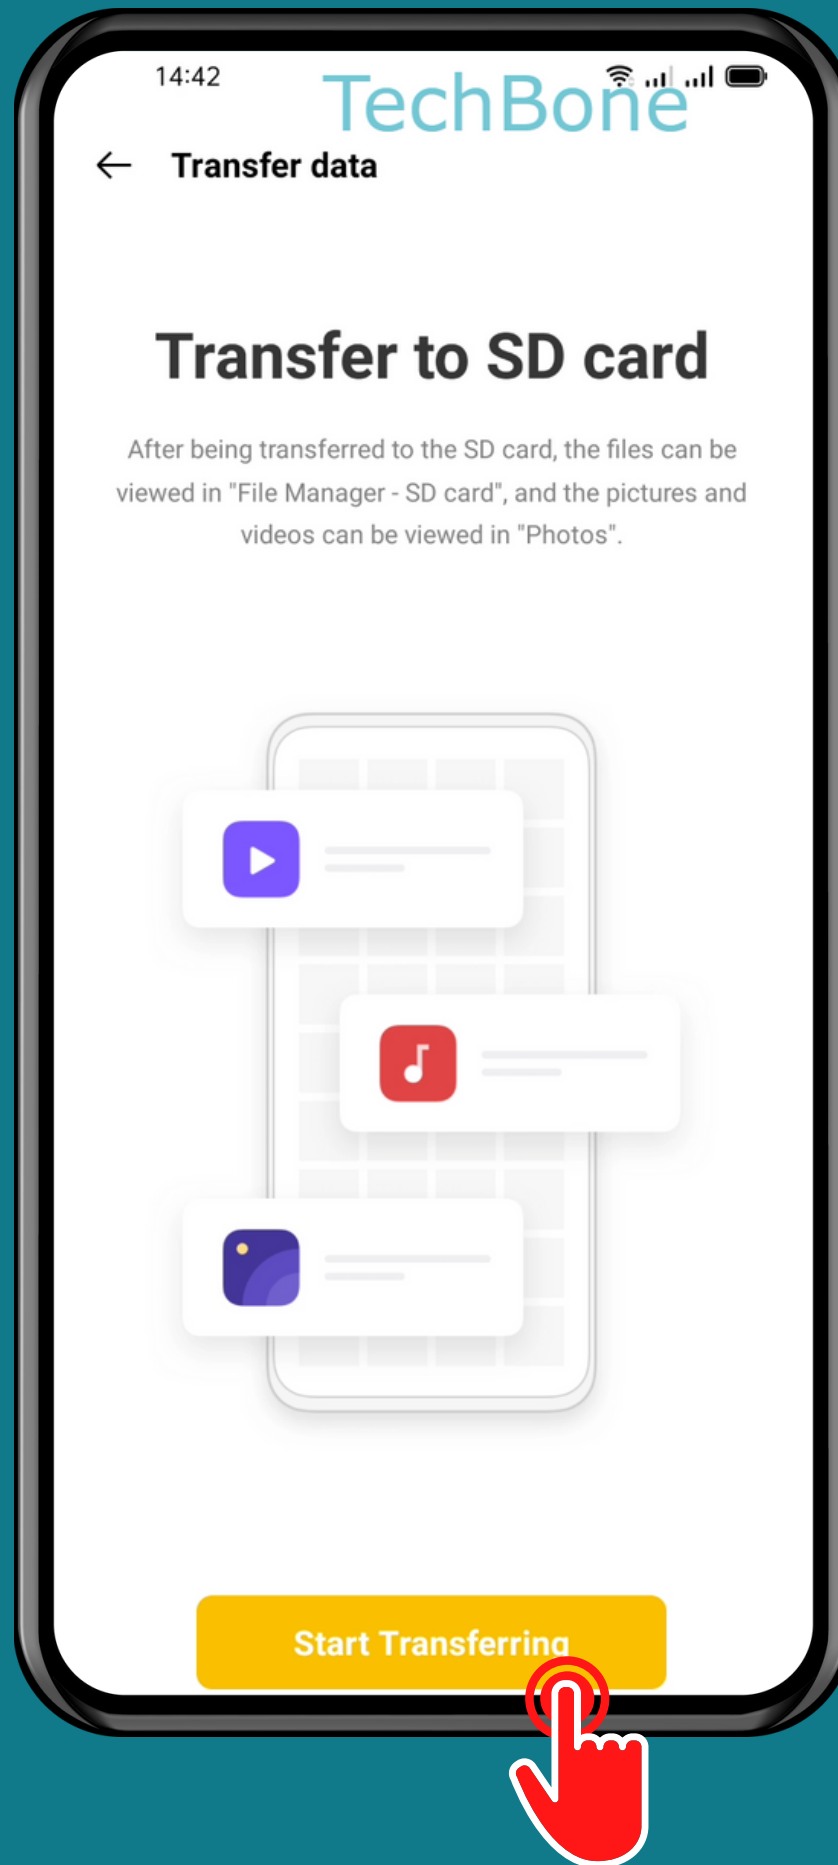 14:42
TechBone
Transfer data
Transfer to SD card
After being transferred to the SD card, the files can be
viewed in "File Manager - SD card", and the pictures and
videos can be viewed in "Photos".
Start Transferring